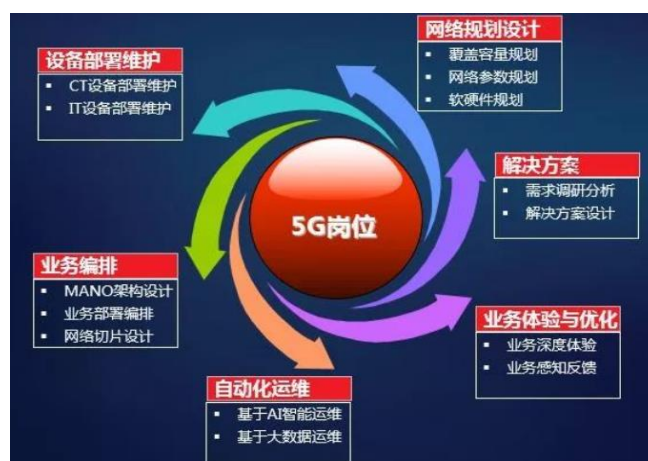 网络规划设计
覆盖容量规划
网络参数规划
软硬件规划
设备部署维护
CT设备部署维护
IT设备部署维护
解决方案
需求调研分析
解决方案设计
5G岗位
业务编排
MANO架构设计
业务部署编排
网络切片设计
业务体验与优化
业务深度体验
业务感知反馈
自动化运维
基于AI智能运维
基于大数据运维